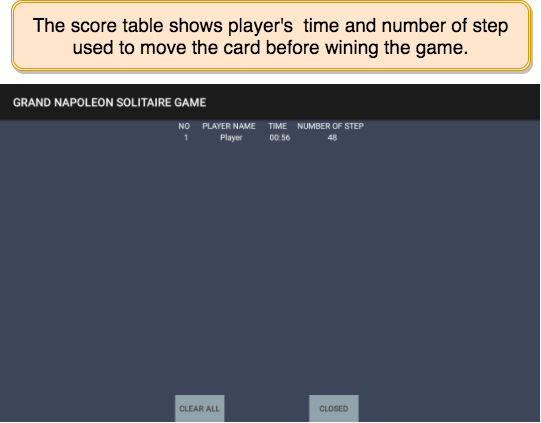 The score table shows player's  time and number of step
used to move the card before wining the game.
GRAND NAPOLEON SOLITAIRE GAME
NO PLAYER NAME TIME NUMBER OF STEP
1 Player 00:56 48
CLEAR ALL CLOSED